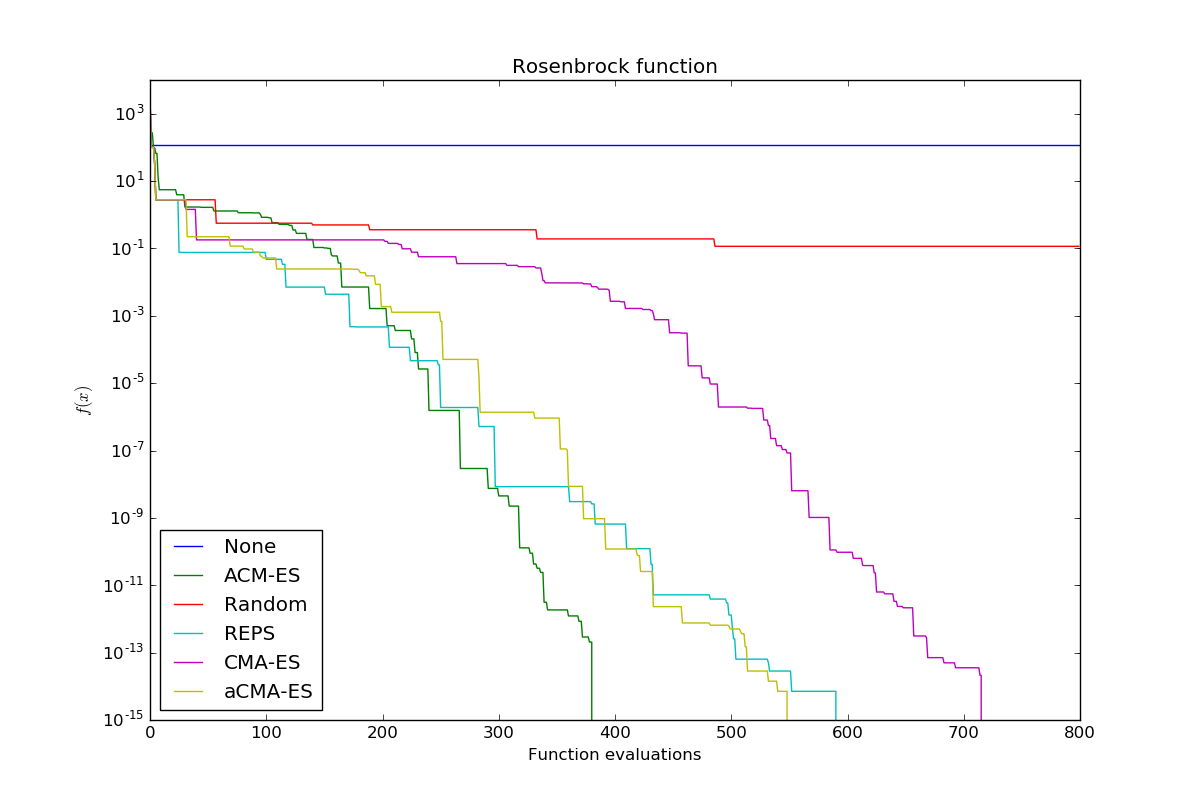 Rosenbrock function
10^3
10^1
10^-1
10^-3
10^-5
10^-7
10^-9
10^-11
10^-13
10^-15
f(x)
None
ACM-ES
Random
REPS
CMA-ES
aCMA-ES
0 100 200 300 400 500 600 700 800
Function evaluations